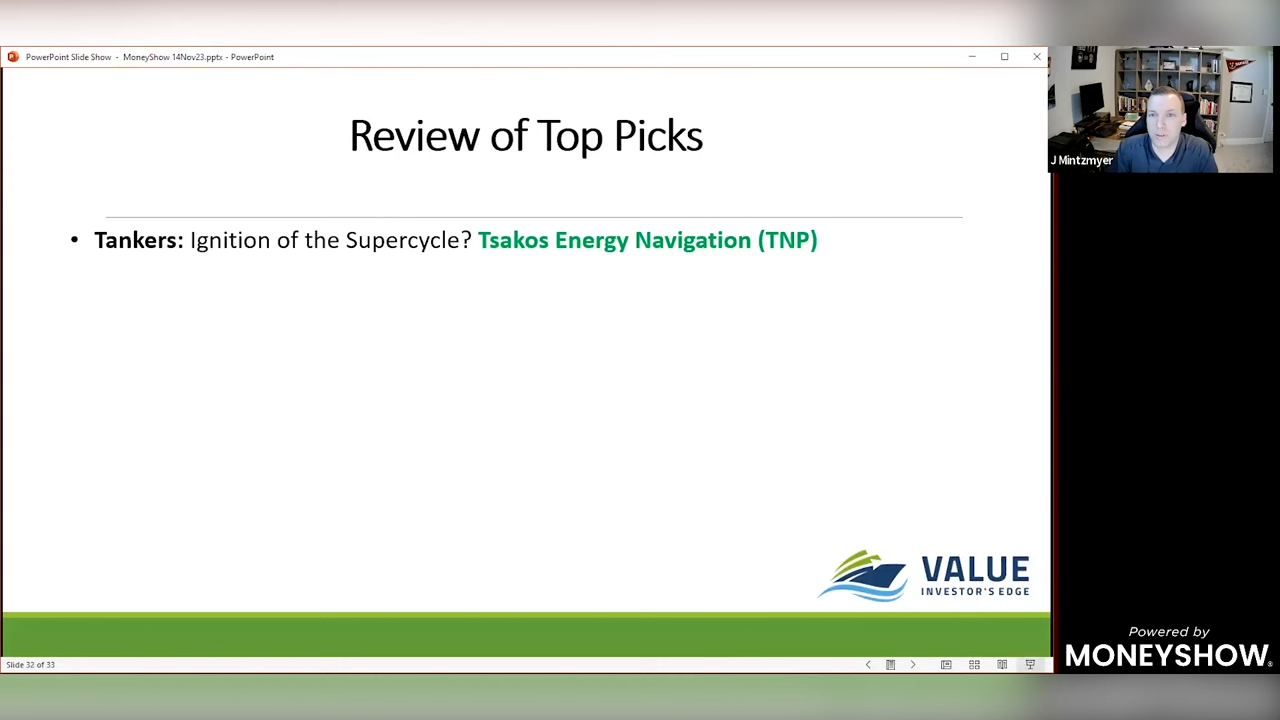 PowerPoint Slide Show - MoneyShow 14Nov23.pptx - PowerPoint
Review of Top Picks
• Tankers: Ignition of the Supercycle? Tsakos Energy Navigation (TNP)
J Mintzmyer
VALUE
INVESTOR'S EDGE
Slide 32 of 33
Powered by
MONEYSHOW®